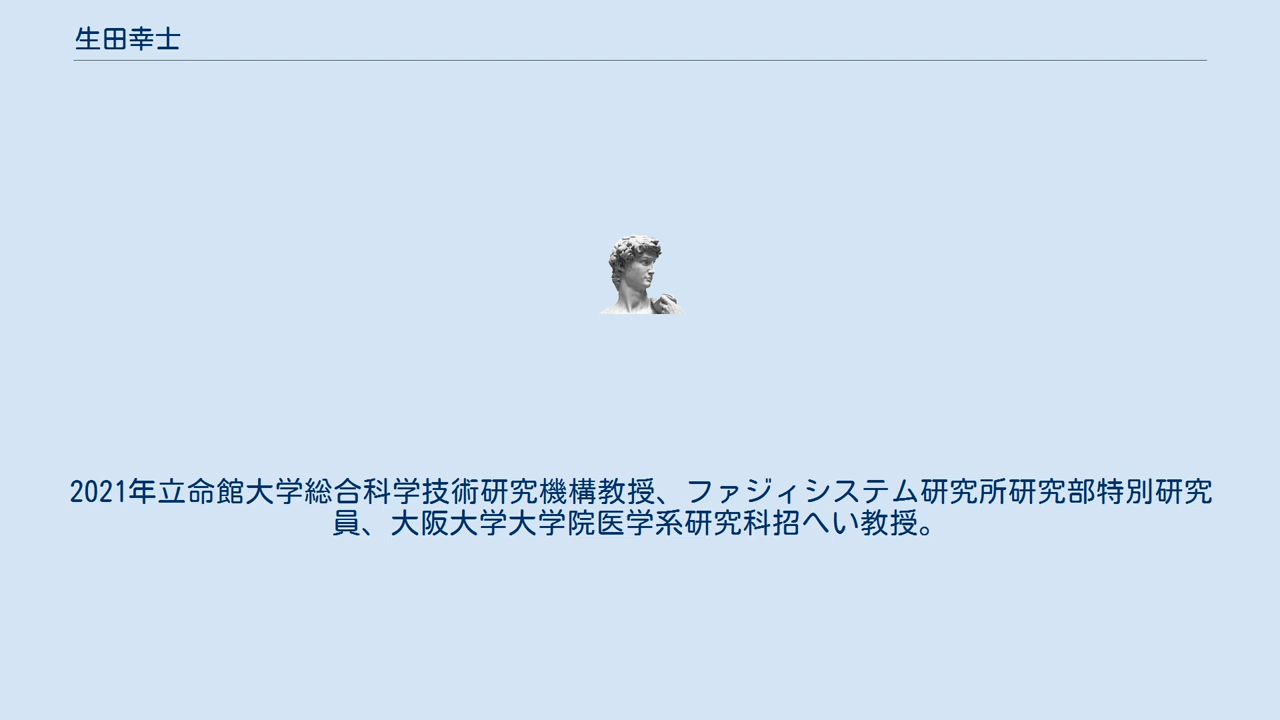 生田幸士
2021年立命館大学総合科学技術研究機構教授、ファジィシステム研究所研究部特別研究
員、大阪大学大学院医学系研究科招へい教授。